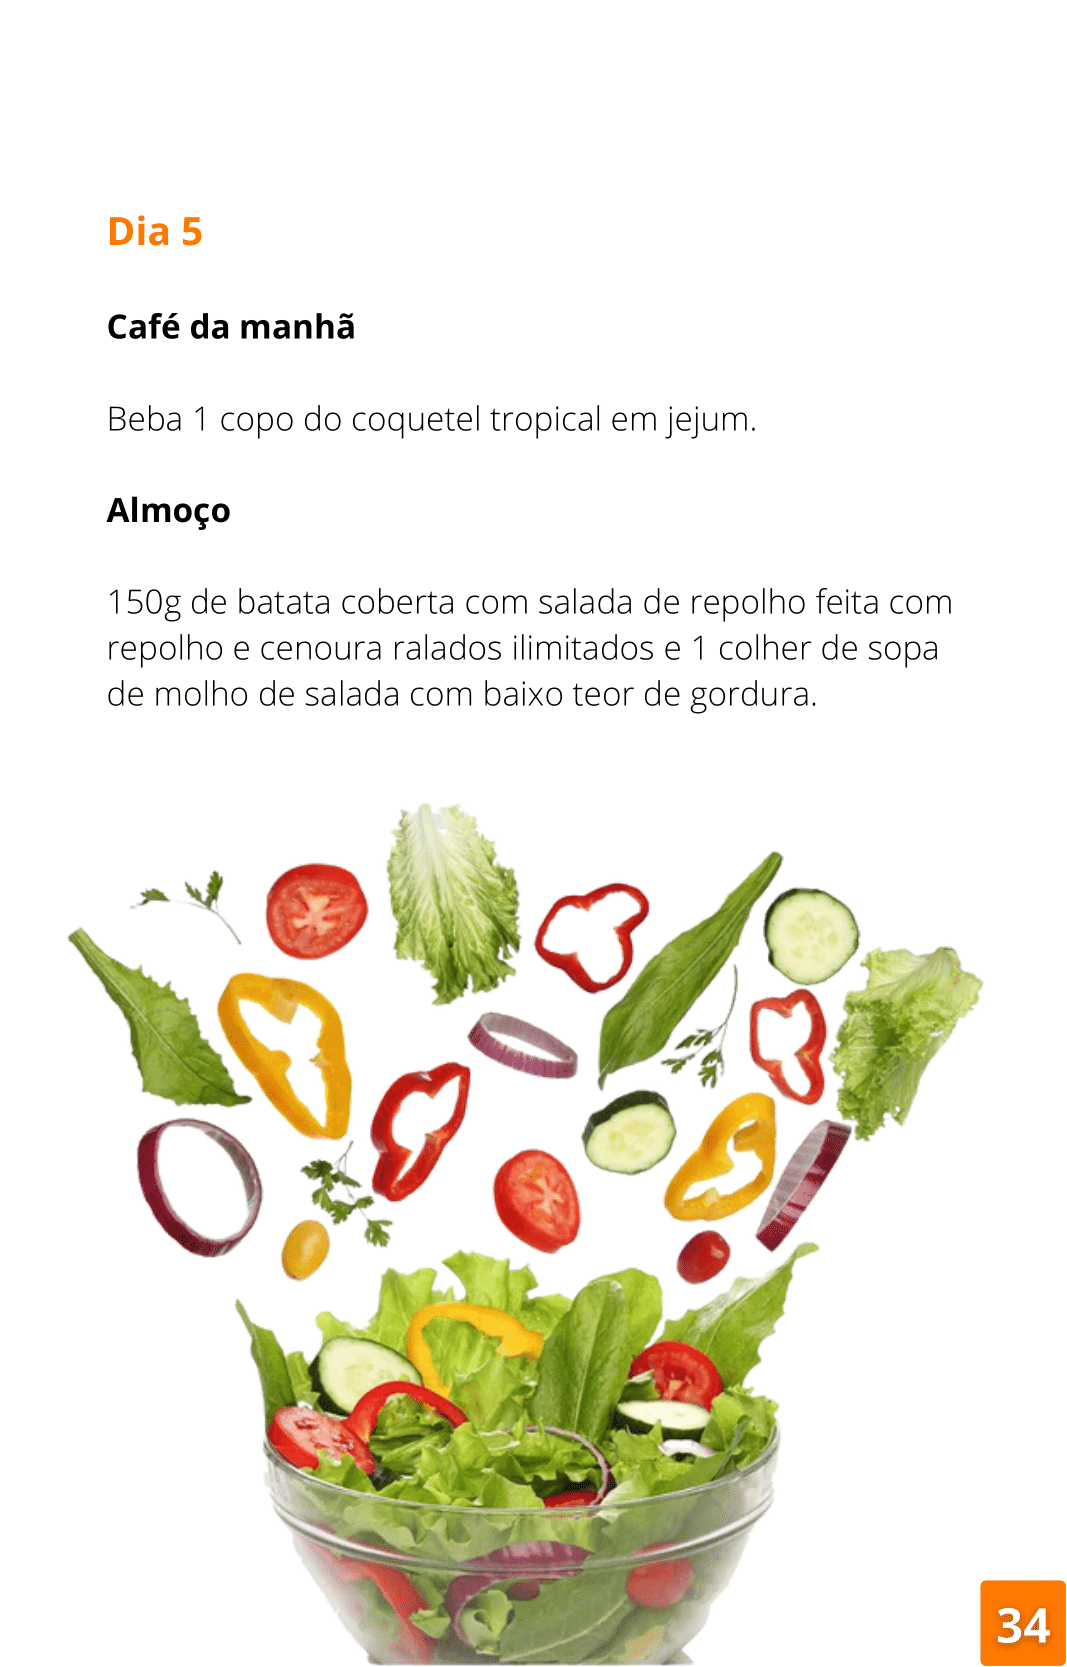 Dia 5
Café da manhã
Beba 1 copo do coquetel tropical em jejum.
Almoço
150g de batata coberta com salada de repolho feita com
repolho e cenoura ralados ilimitados e 1 colher de sopa
de molho de salada com baixo teor de gordura.
34